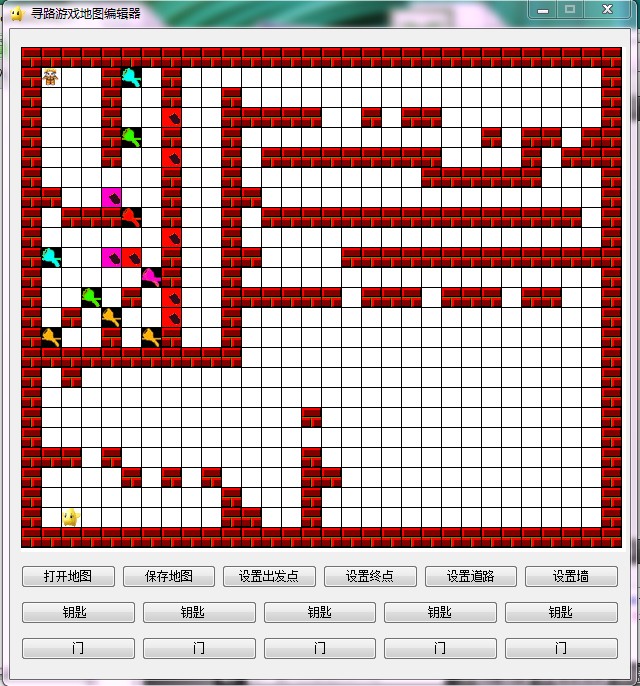 寻路游戏地图编辑器
打开地图 保存地图 设置出发点 设置终点 设置道路 设置墙
钥匙 钥匙 钥匙 钥匙 钥匙
门 门 门 门 门